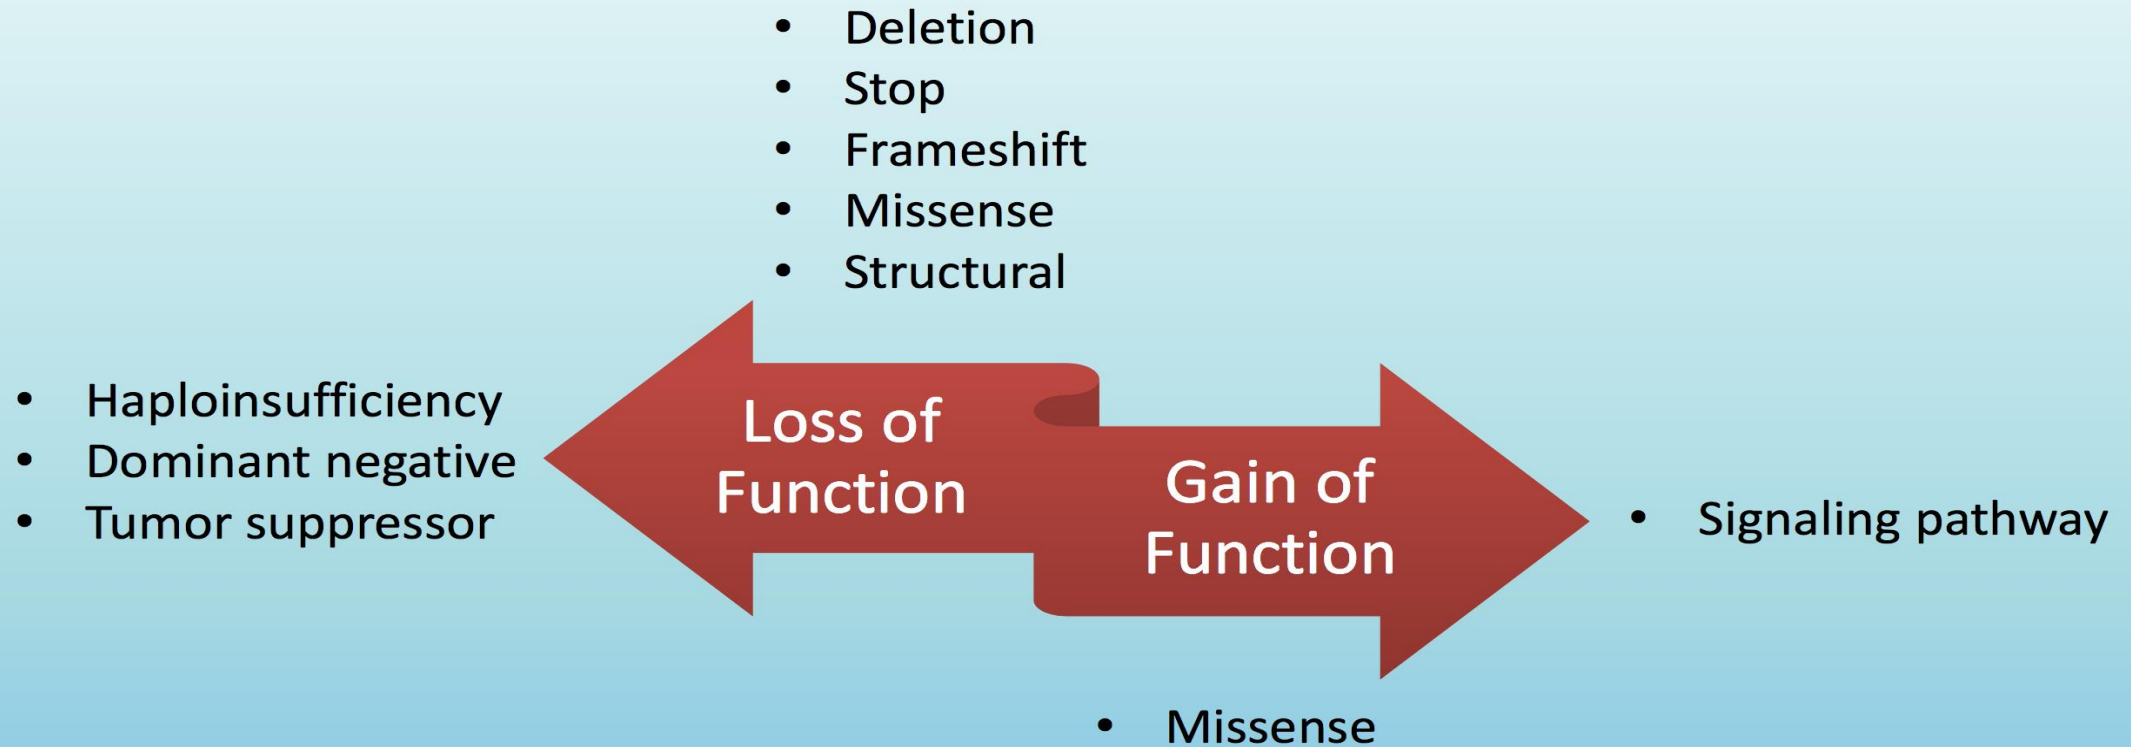 • Deletion
• Stop
• Frameshift
• Missense
• Structural
• Haploinsufficiency
• Dominant negative
• Tumor suppressor
Loss of
Function
Gain of
Function
• Signaling pathway
• Missense